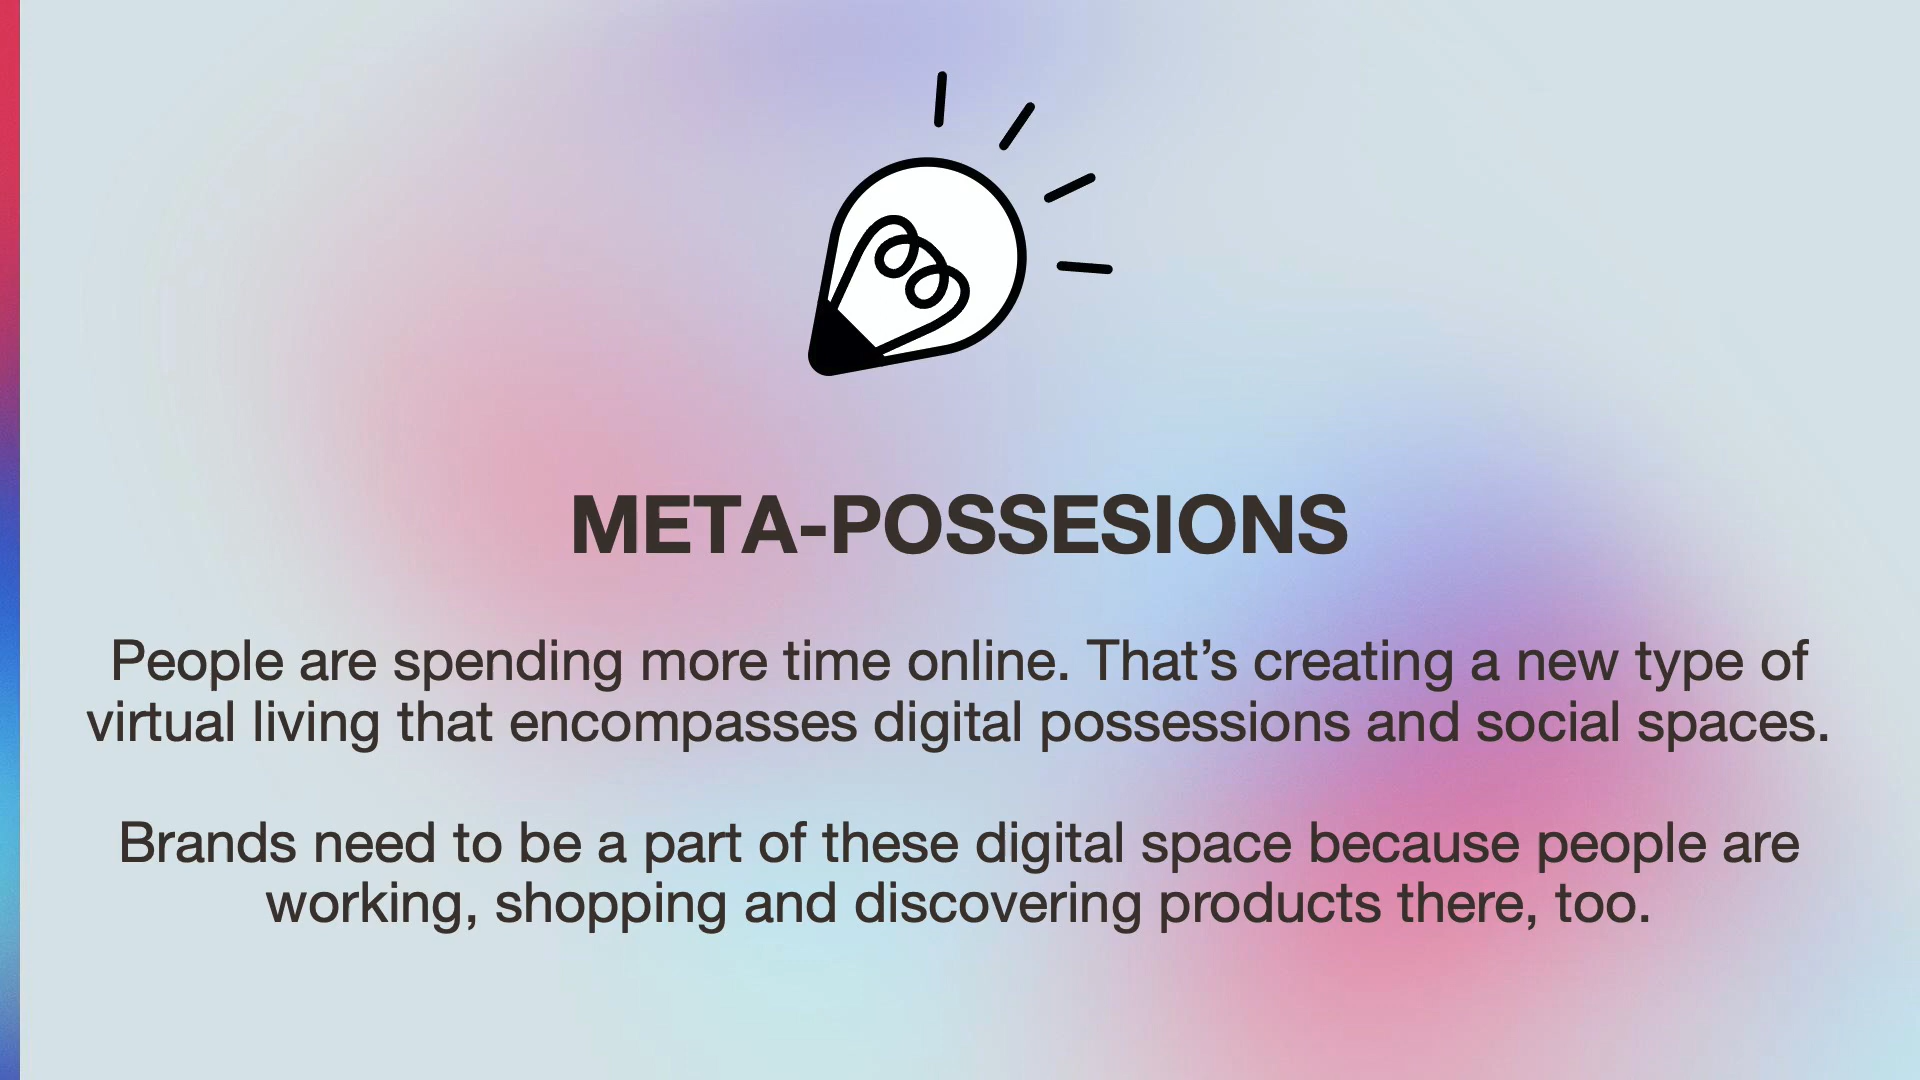 META-POSSESIONS
People are spending more time online. That’s creating a new type of
virtual living that encompasses digital possessions and social spaces.
Brands need to be a part of these digital space because people are
working, shopping and discovering products there, too.